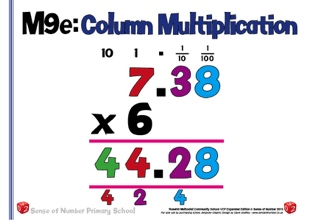 M9e: Column Multiplication
10 1 . 1/10 1/100
7.38
x 6
44.28
4 2 4
Sense of Number Primary School